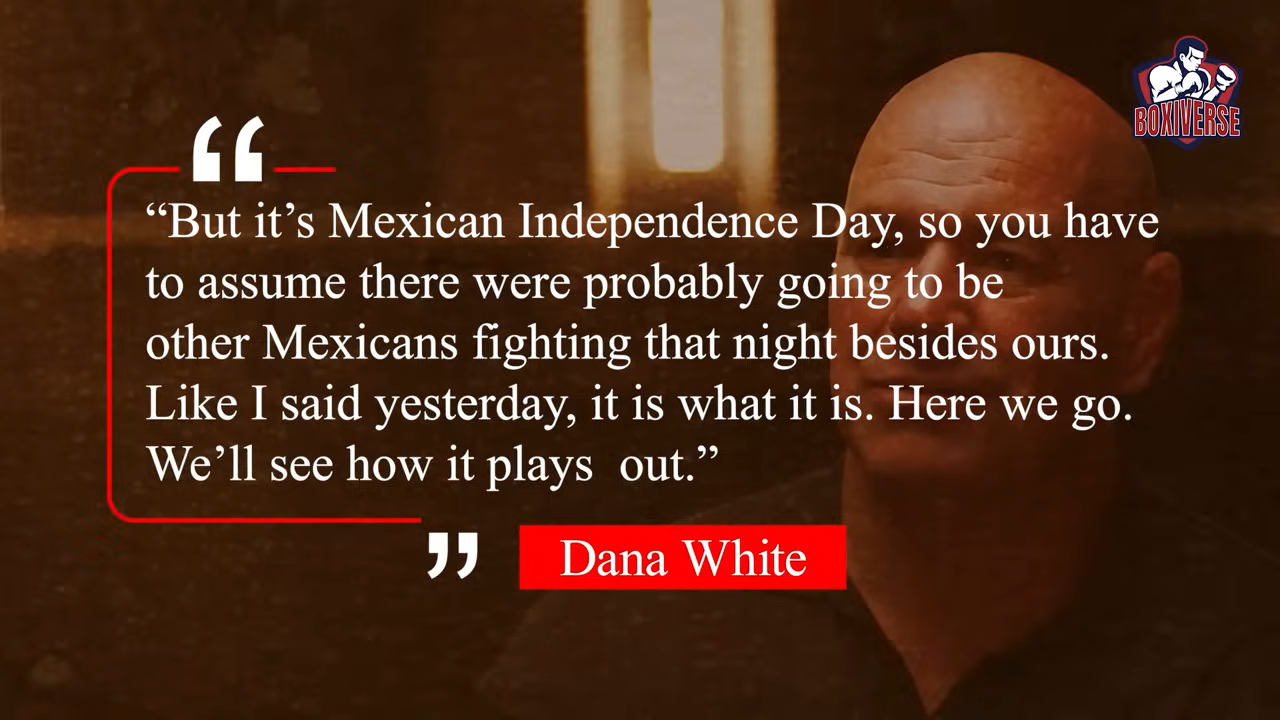 BOXIVERSE
“
“But it’s Mexican Independence Day, so you have
to assume there were probably going to be
other Mexicans fighting that night besides ours.
Like I said yesterday, it is what it is. Here we go.
We’ll see how it plays  out.”
”
Dana White